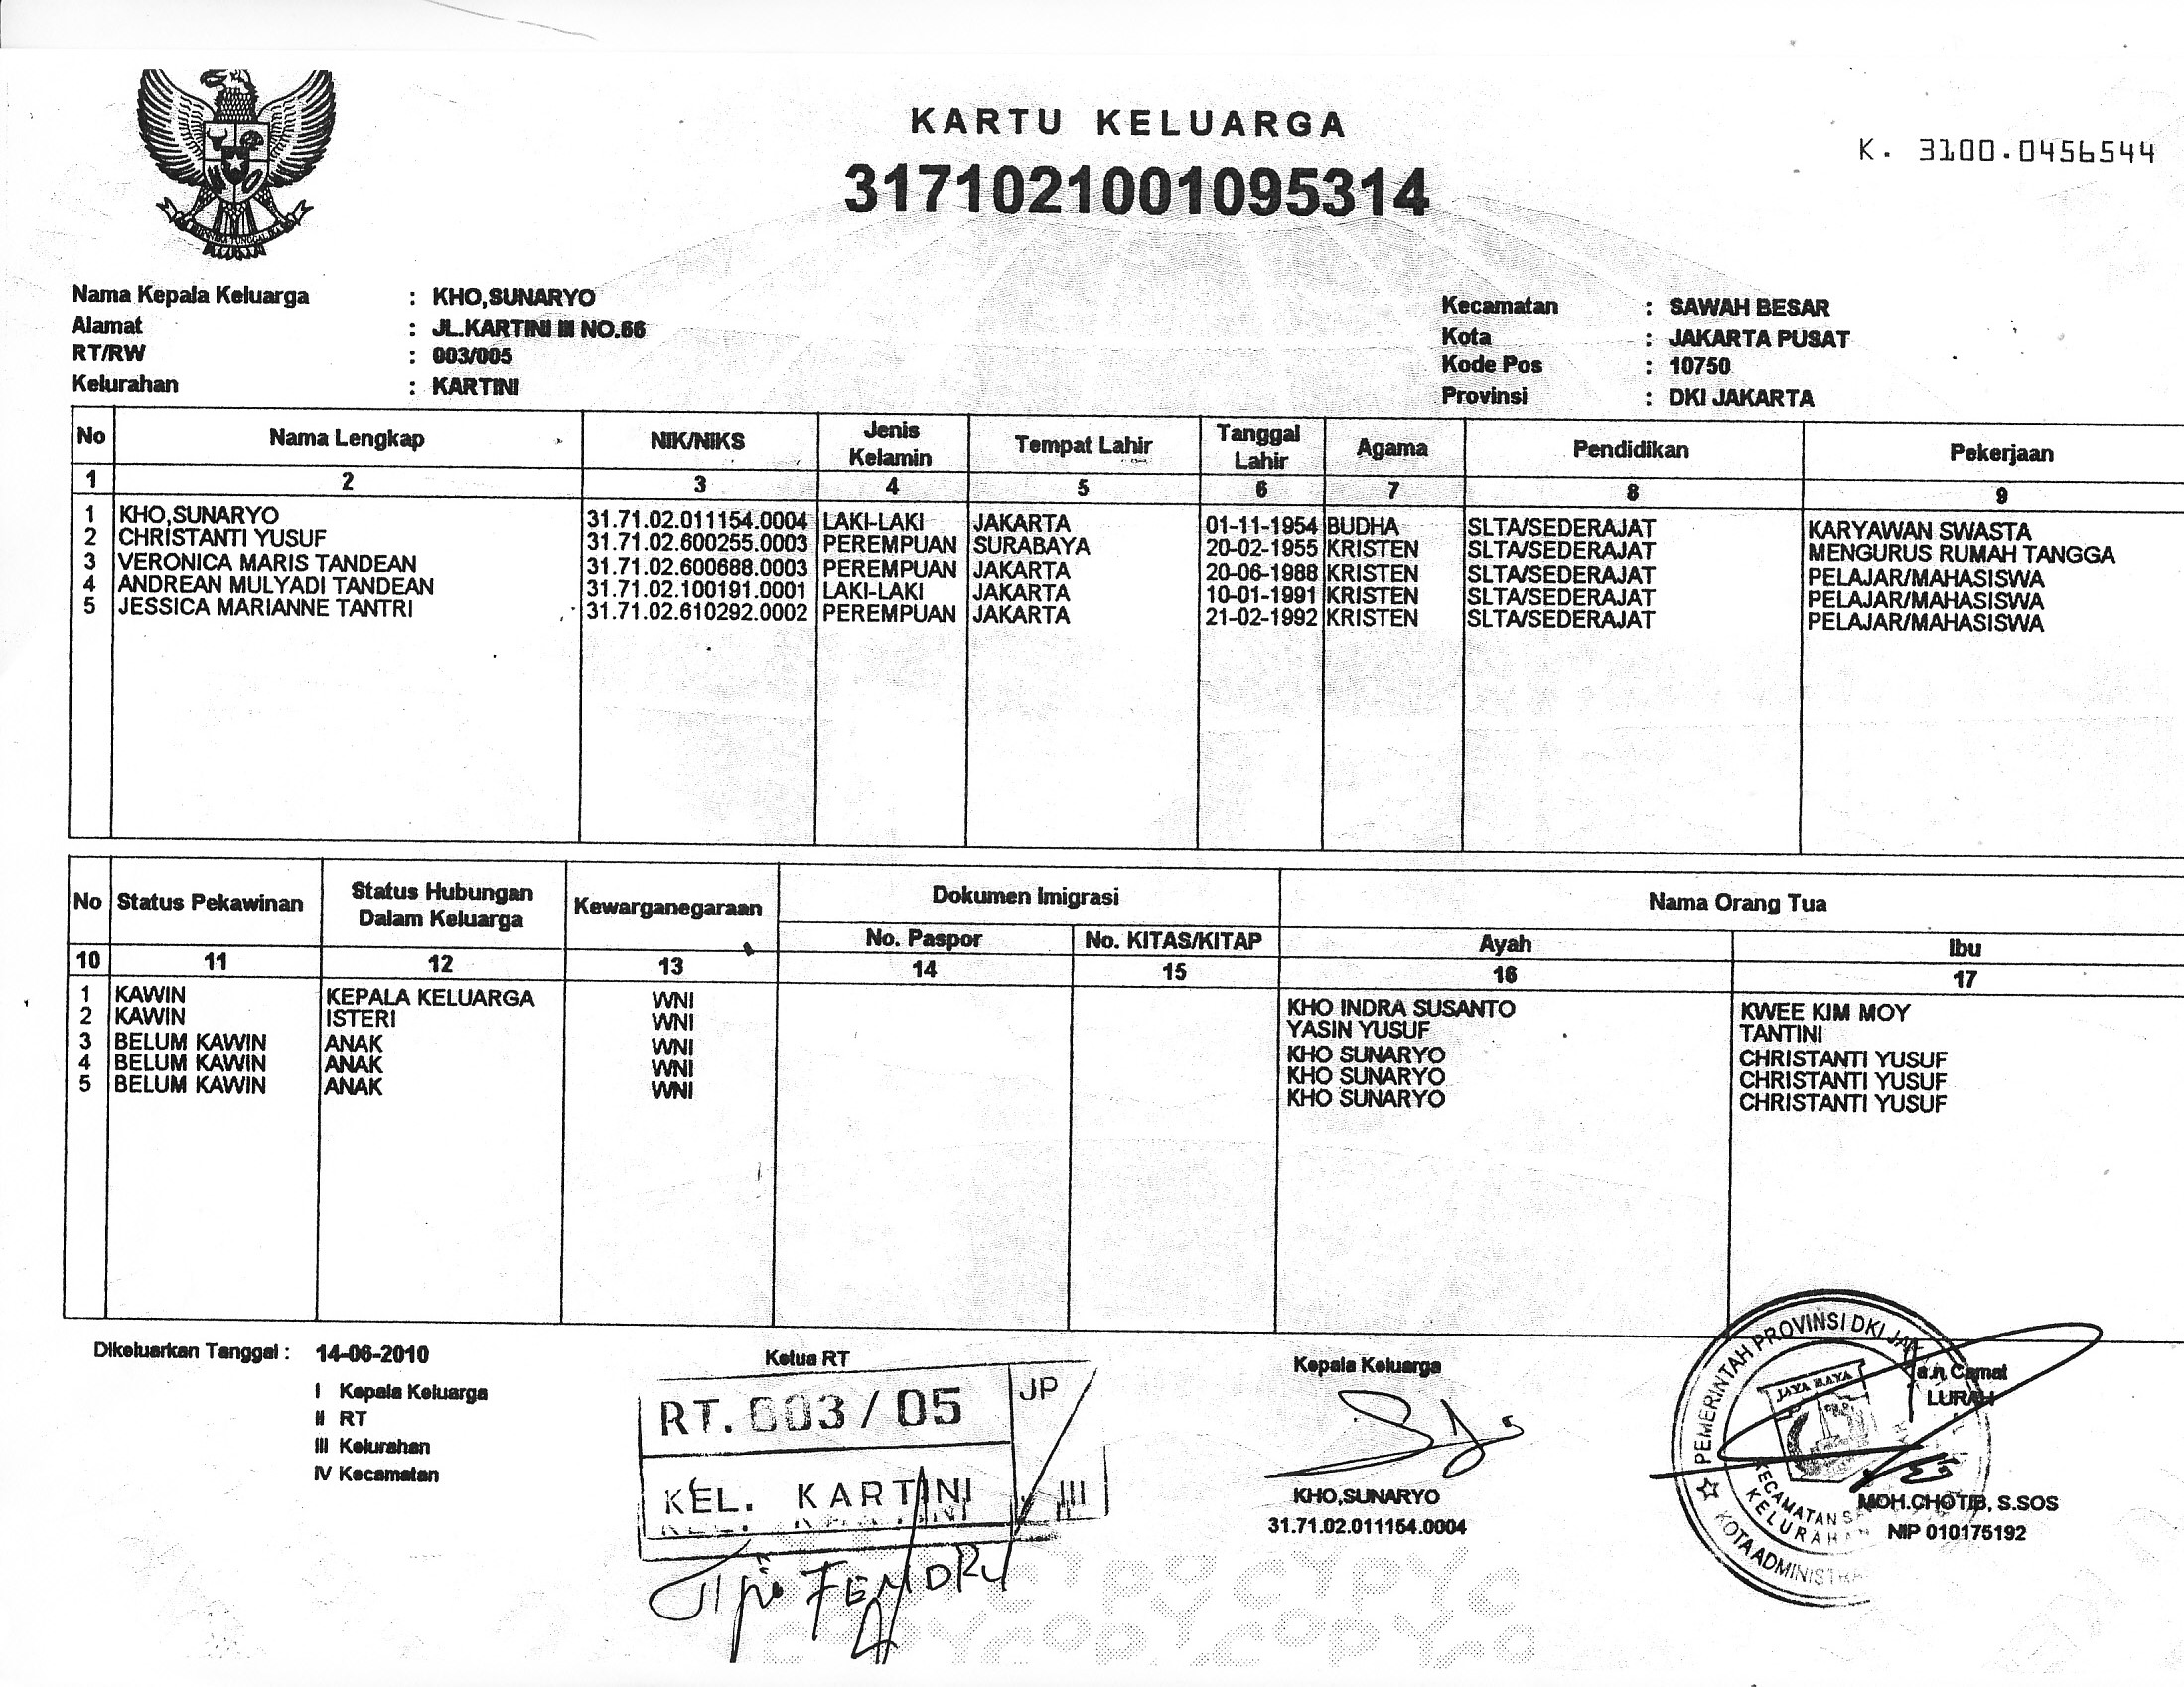 KARTU KELUARGA
3171021001095314
K. 3100.0456544
Nama Kepala Keluarga : KHO,SUNARYO
Alamat : JL.KARTINI III NO.66
RT/RW : 003/005
Kelurahan : KARTINI
Kecamatan : SAWAH BESAR
Kota : JAKARTA PUSAT
Kode Pos : 10750
Provinsi : DKI JAKARTA
No Nama Lengkap NIK/NIKS Jenis Kelamin Tempat Lahir Tanggal Lahir Agama Pendidikan Pekerjaan
1 2 3 4 5 6 7 8 9
1 KHO,SUNARYO 31.71.02.011154.0004 LAKI-LAKI JAKARTA 01-11-1954 BUDHA SLTA/SEDERAJAT KARYAWAN SWASTA
2 CHRISTANTI YUSUF 31.71.02.600255.0003 PEREMPUAN SURABAYA 20-02-1955 KRISTEN SLTA/SEDERAJAT MENGURUS RUMAH TANGGA
3 VERONICA MARIS TANDEAN 31.71.02.600688.0003 PEREMPUAN JAKARTA 20-06-1988 KRISTEN SLTA/SEDERAJAT PELAJAR/MAHASISWA
4 ANDREAN MULYADI TANDEAN 31.71.02.100191.0001 LAKI-LAKI JAKARTA 10-01-1991 KRISTEN SLTA/SEDERAJAT PELAJAR/MAHASISWA
5 JESSICA MARIANNE TANTRI 31.71.02.610292.0002 PEREMPUAN JAKARTA 21-02-1992 KRISTEN SLTA/SEDERAJAT PELAJAR/MAHASISWA
No Status Pekawinan Status Hubungan Dalam Keluarga Kewarganegaraan Dokumen Imigrasi Nama Orang Tua
No. Paspor No. KITAS/KITAP Ayah Ibu
10 11 12 13 14 15 16 17
1 KAWIN KEPALA KELUARGA WNI KHO INDRA SUSANTO KWEE KIM MOY
2 KAWIN ISTERI WNI YASIN YUSUF TANTINI
3 BELUM KAWIN ANAK WNI KHO SUNARYO CHRISTANTI YUSUF
4 BELUM KAWIN ANAK WNI KHO SUNARYO CHRISTANTI YUSUF
5 BELUM KAWIN ANAK WNI KHO SUNARYO CHRISTANTI YUSUF
Dikeluarkan Tanggal : 14-06-2010
I Kepala Keluarga
II RT
III Kelurahan
IV Kecamatan
Ketua RT
RT. 003 / 05 JP
KEL. KARTINI III
FENDRY
Kepala Keluarga
KHO,SUNARYO
31.71.02.011154.0004
PEMERINTAH PROVINSI DKI
JAYA RAYA
KECAMATAN
KELURAHAN
a.n, Camat
LURAH
MOH.CHOTIB, S.SOS
NIP 010175192
COPY COPY COPY